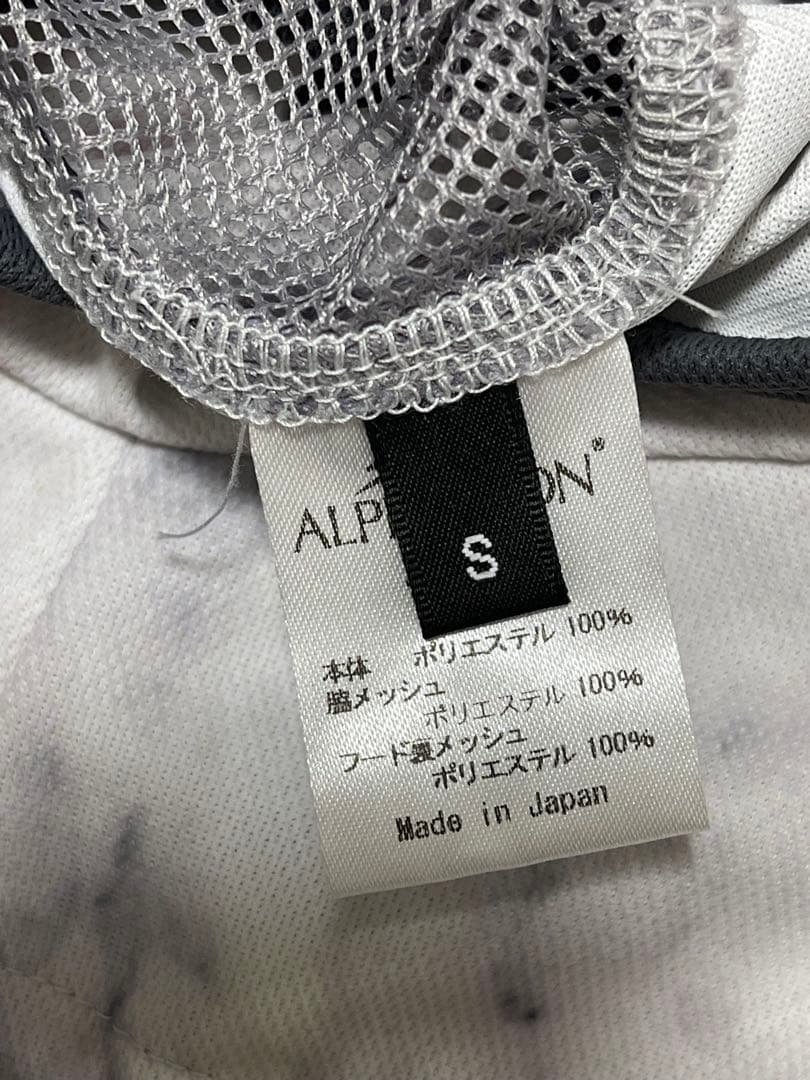 S
本体 ポリエステル 100%
脇メッシュ
ポリエステル 100%
フード裏メッシュ
ポリエステル 100%
Made in Japan